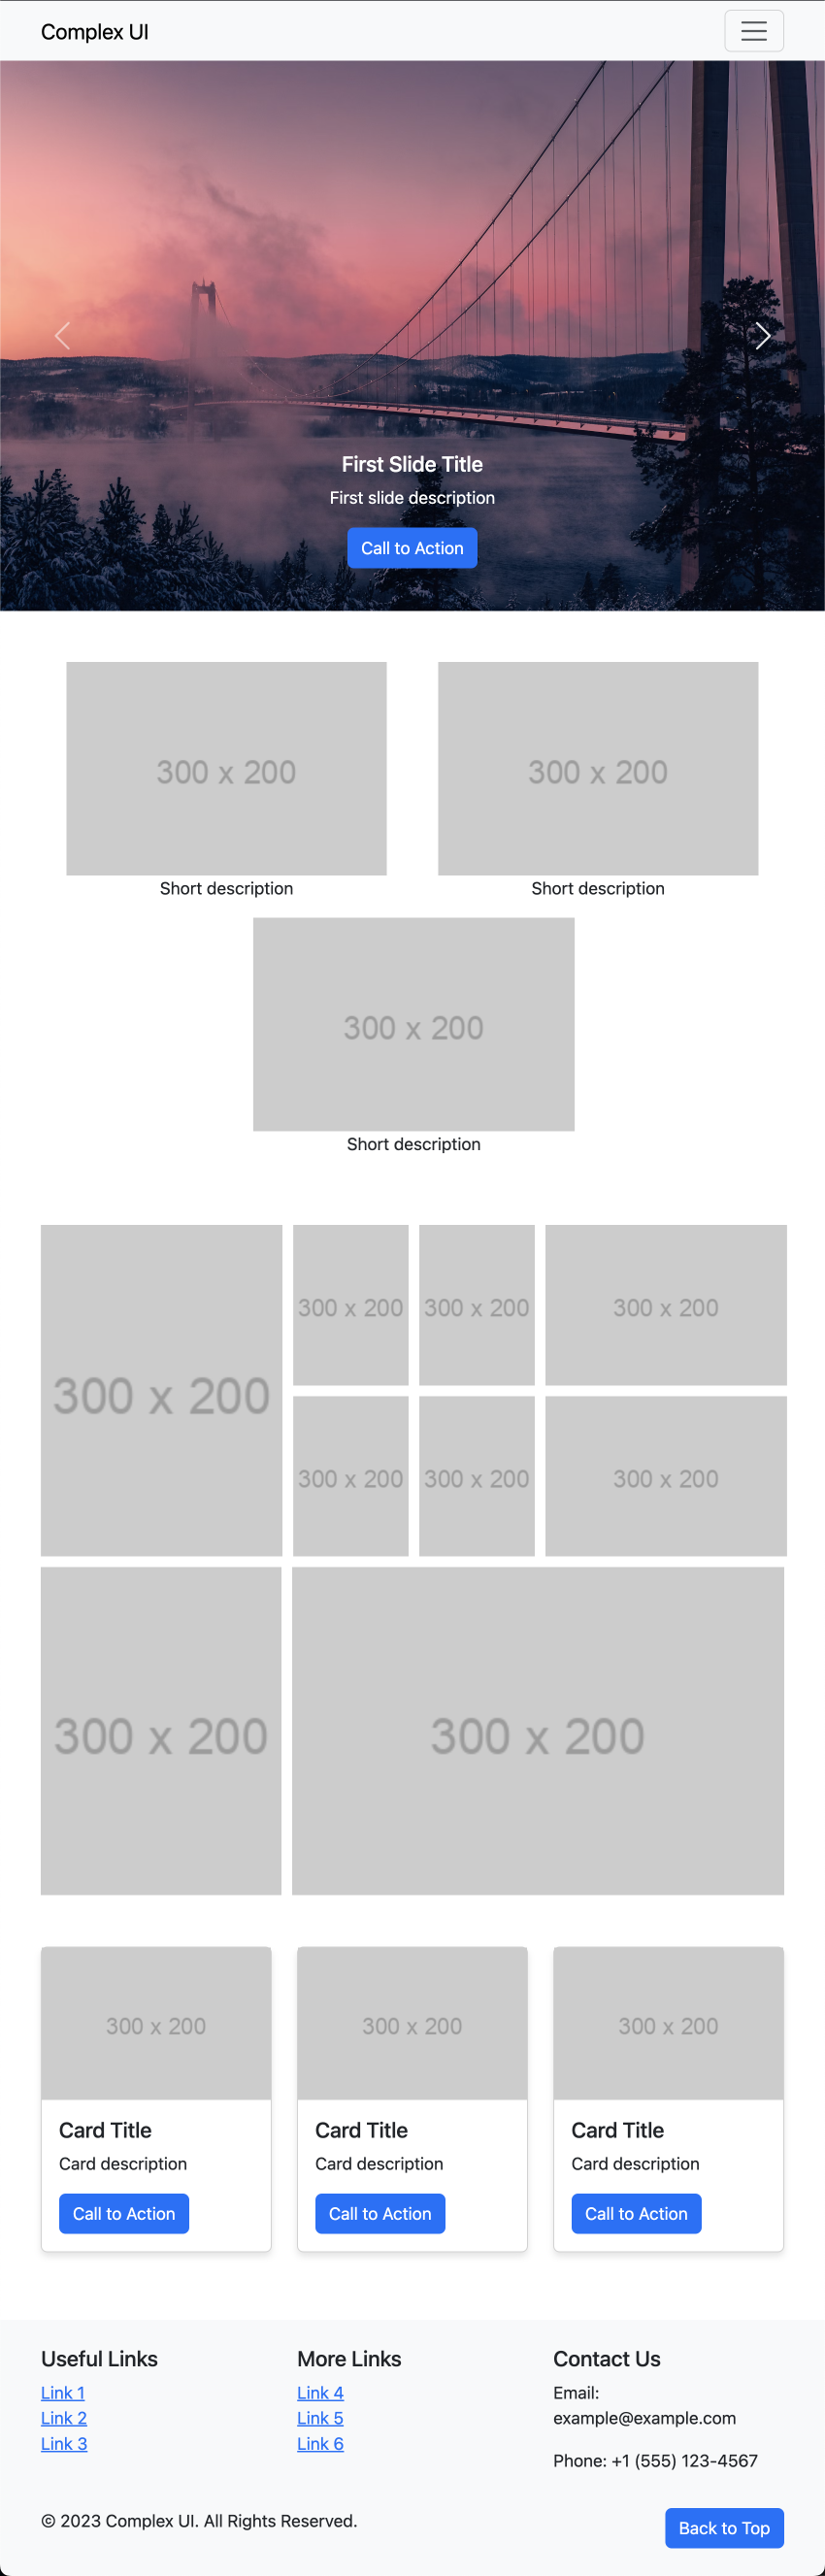 Complex UI
First Slide Title
First slide description
Call to Action
300 x 200
300 x 200
Short description
Short description
300 x 200
Short description
300 x 200
300 x 200
300 x 200
300 x 200
300 x 200
300 x 200
300 x 200
300 x 200
300 x 200
300 x 200
300 x 200
300 x 200
Card Title
Card description
Call to Action
Card Title
Card description
Call to Action
Card Title
Card description
Call to Action
Useful Links
Link 1
Link 2
Link 3
More Links
Link 4
Link 5
Link 6
Contact Us
Email:
example@example.com
Phone: +1 (555) 123-4567
© 2023 Complex UI. All Rights Reserved.
Back to Top